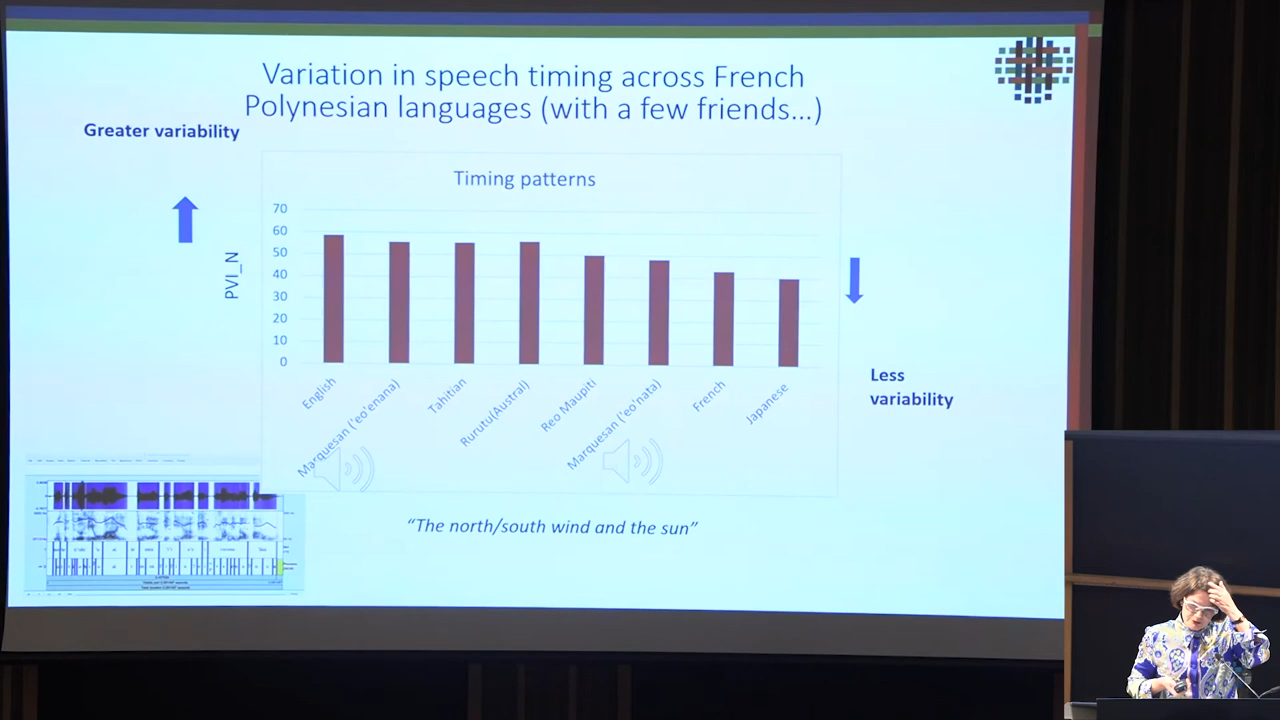 Variation in speech timing across French
Polynesian languages (with a few friends...)
Greater variability
Timing patterns
PVI_N
70
60
50
40
30
20
10
0
English
Marquesan ('eo'enana)
Tahitian
Rurutu(Austral)
Reo Maupiti
Marquesan ('eo'nata)
French
Japanese
Less
variability
"The north/south wind and the sun"